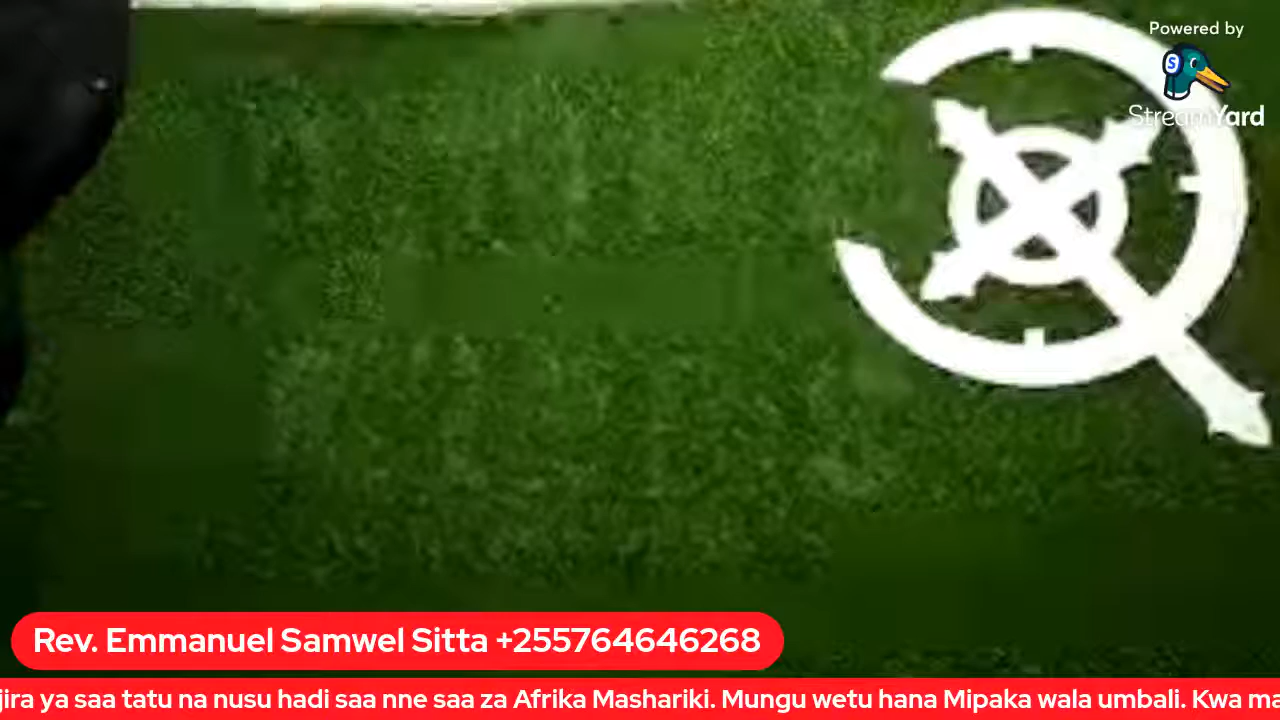 Powered by
StreamYard
Rev. Emmanuel Samwel Sitta +255764646268
ya saa tatu na nusu hadi saa nne saa za Afrika Mashariki. Mungu wetu hana Mipaka wala umbali. Kwa